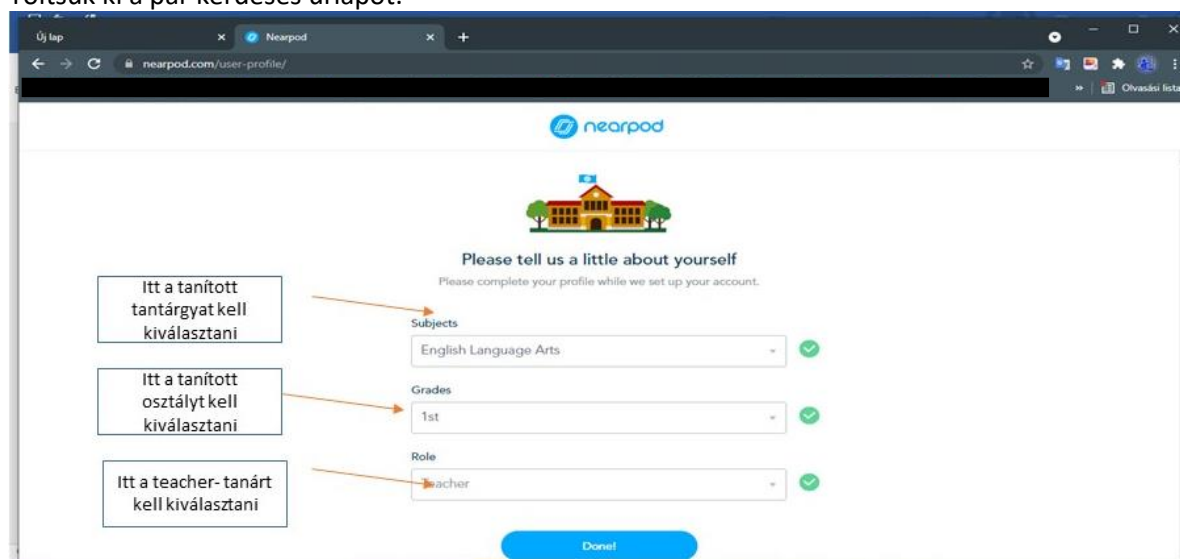 Töltsük ki a pár kérdéses űrlapot!
Új lap
Nearpod
nearpod.com/user-profile/
Olvasási lista
nearpod
Please tell us a little about yourself
Please complete your profile while we set up your account.
Itt a tanított
tantárgyat kell
kiválasztani
Subjects
English Language Arts
Itt a tanított
osztályt kell
kiválasztani
Grades
1st
Role
Itt a teacher- tanárt
kell kiválasztani
Teacher
Done!